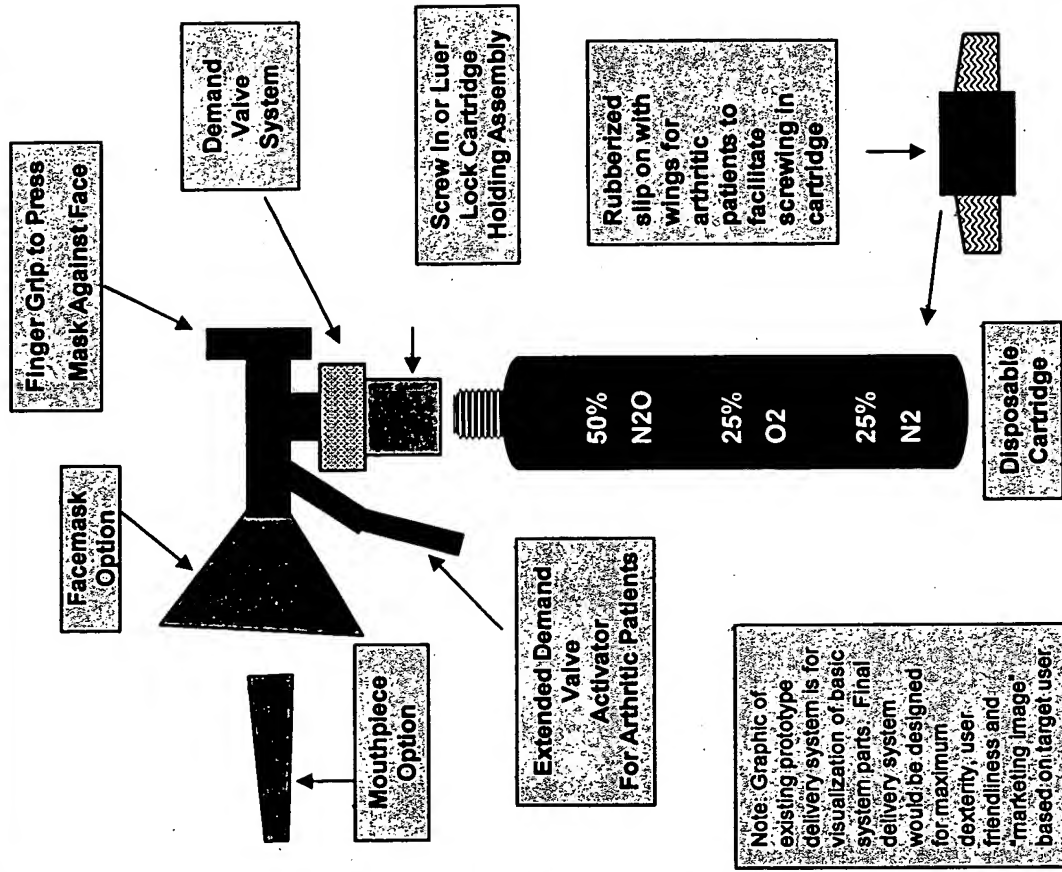 Finger Grip to Press
Mask Against Face
Demand
Valve
System
Facemask
Option
Screw In or Luer
Lock Cartridge
Holding Assembly
Mouthpiece
Option
Extended Demand
Valve
Activator
For Arthritic Patients
Rubberized
slip on with
wings for
arthritic
patients to
facilitate
screwing in
cartridge
50%
N2O
25%
O2
25%
N2
Disposable
Cartridge
Note: Graphic of
existing prototype
delivery system is for
visualization of basic
system parts. Final
delivery system
would be designed
for maximum
dexterity, user
friendliness and
"marketing image"
based on target user.